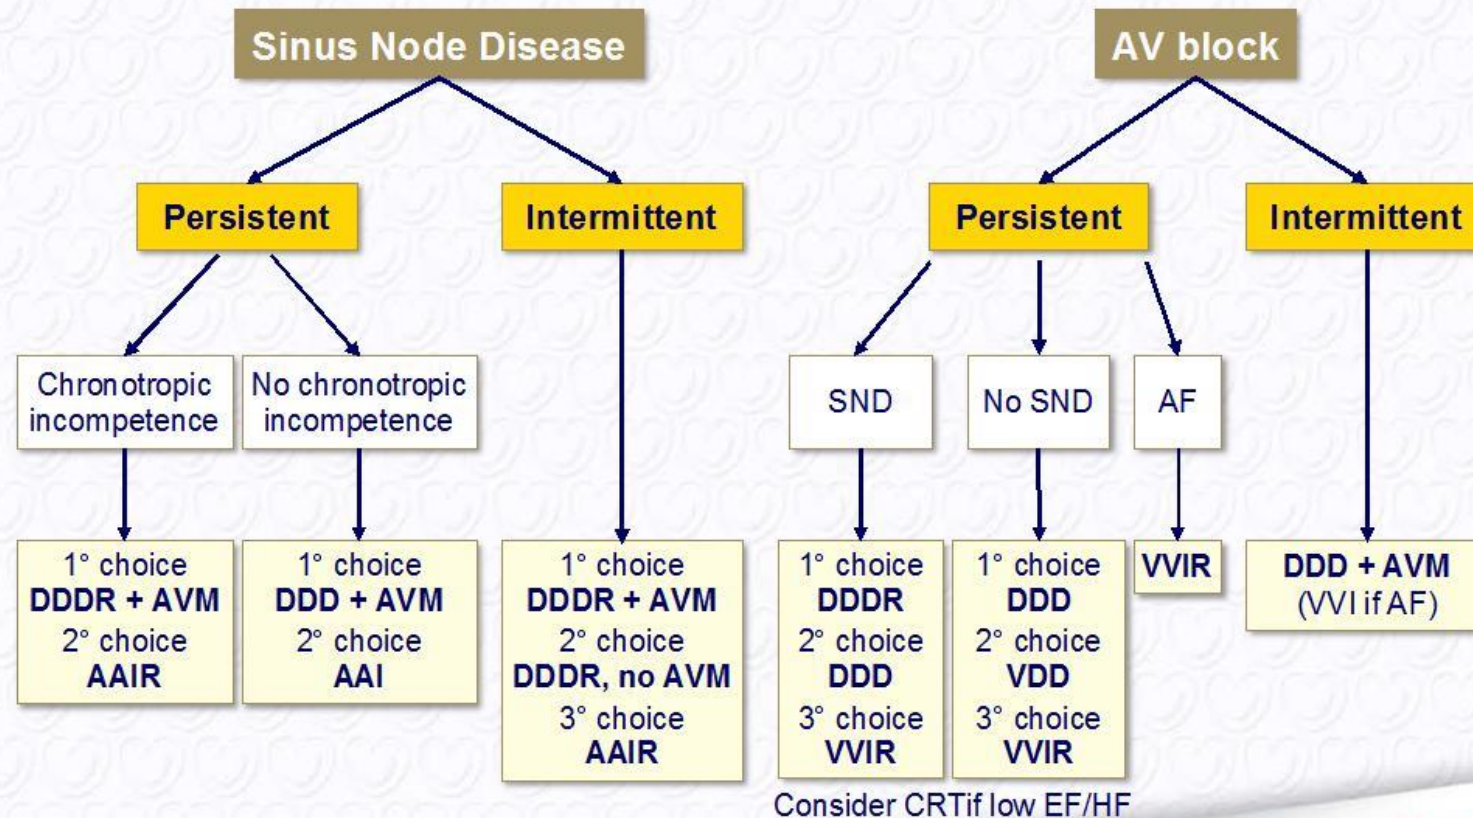 Sinus Node Disease
AV block
Persistent
Intermittent
Persistent
Intermittent
Chronotropic
incompetence
No chronotropic
incompetence
SND
No SND
AF
1° choice
DDDR + AVM
2° choice
AAIR
1° choice
DDD + AVM
2° choice
AAI
1° choice
DDDR + AVM
2° choice
DDDR, no AVM
3° choice
AAIR
1° choice
DDDR
2° choice
DDD
3° choice
VVIR
1° choice
DDD
2° choice
VDD
3° choice
VVIR
VVIR
DDD + AVM
(VVI if AF)
Consider CRTif low EF/HF